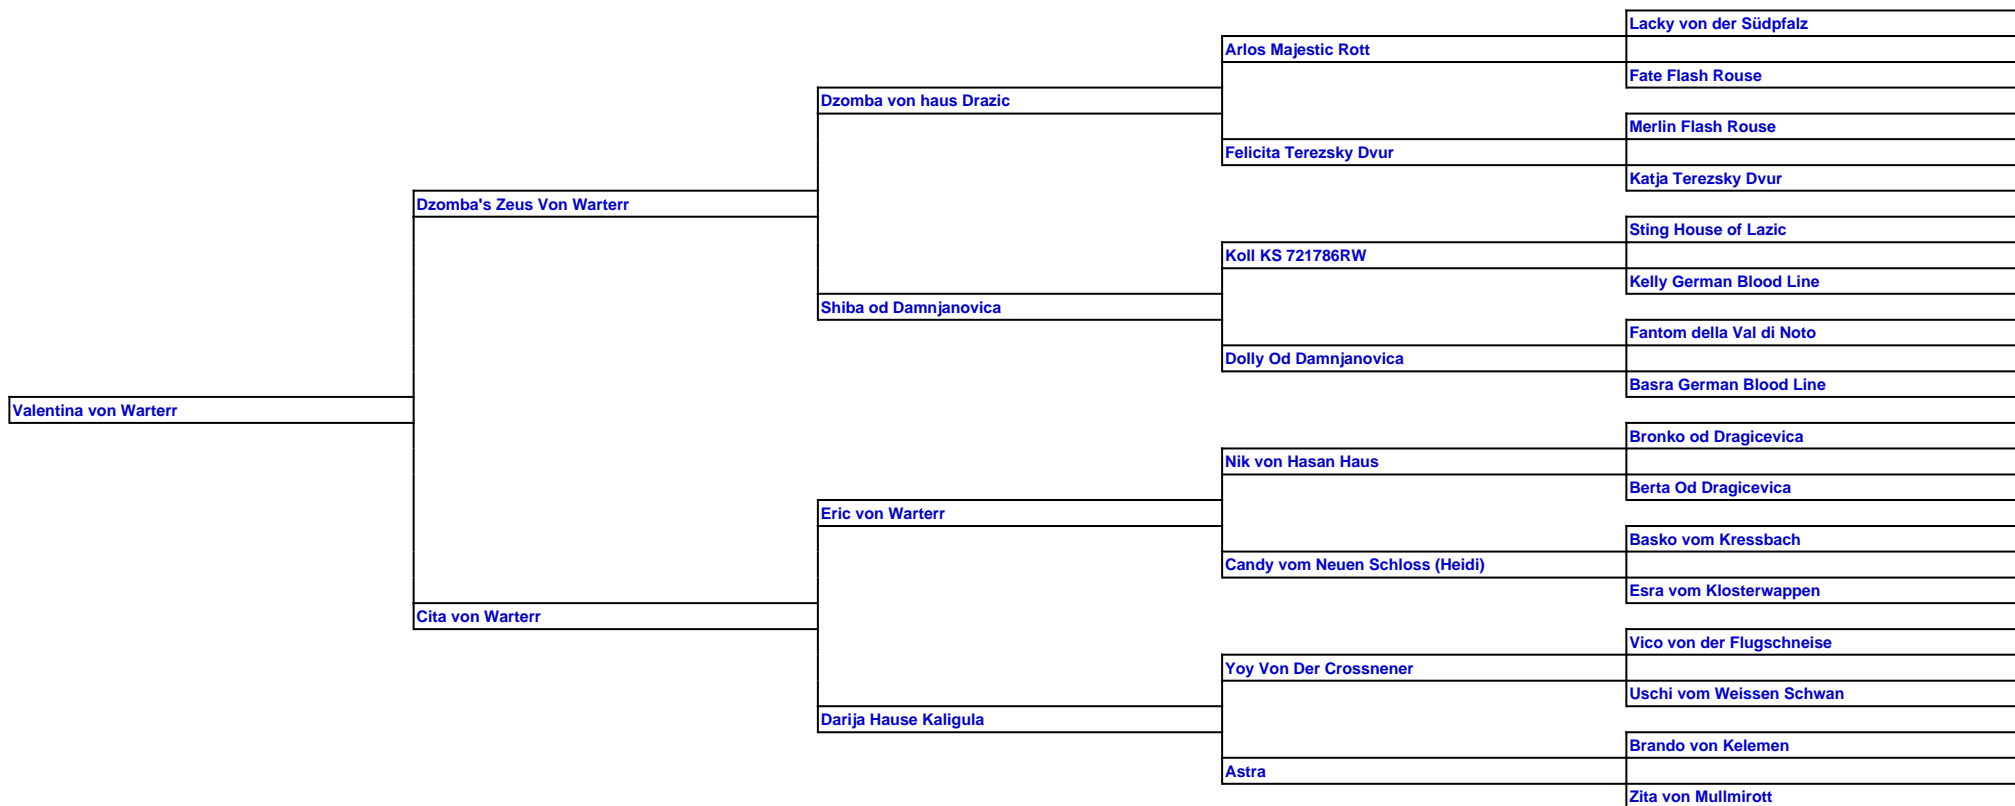 Lacky von der Südpfalz
Arlos Majestic Rott
Fate Flash Rouse
Dzomba von haus Drazic
Merlin Flash Rouse
Felicita Terezsky Dvur
Katja Terezsky Dvur
Dzomba's Zeus Von Warterr
Sting House of Lazic
Koll KS 721786RW
Kelly German Blood Line
Shiba od Damnjanovica
Fantom della Val di Noto
Dolly Od Damnjanovica
Basra German Blood Line
Valentina von Warterr
Bronko od Dragicevica
Nik von Hasan Haus
Berta Od Dragicevica
Eric von Warterr
Basko vom Kressbach
Candy vom Neuen Schloss (Heidi)
Esra vom Klosterwappen
Cita von Warterr
Vico von der Flugschneise
Yoy Von Der Crossnener
Uschi vom Weissen Schwan
Darija Hause Kaligula
Brando von Kelemen
Astra
Zita von Mullmirott